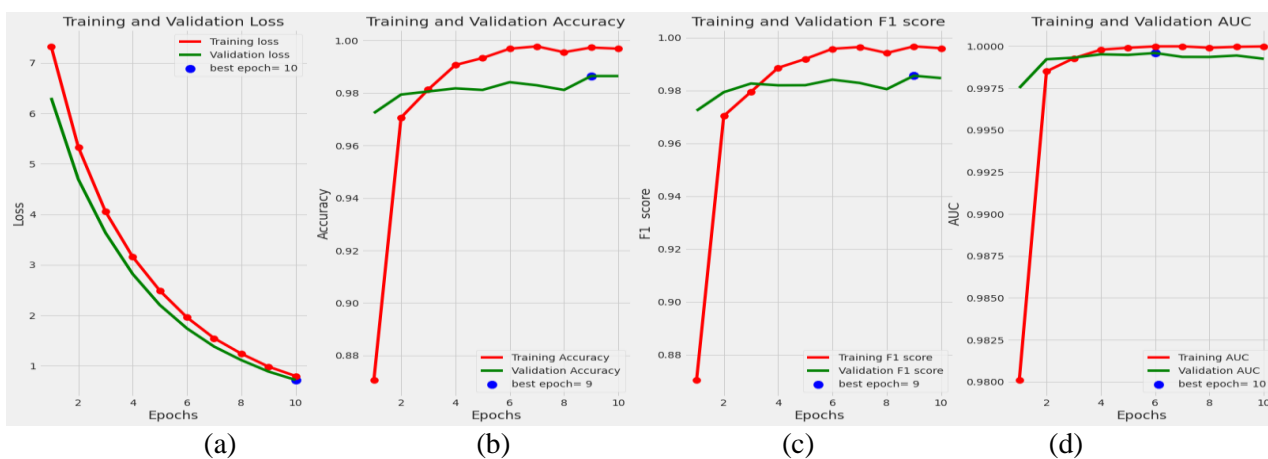 Training and Validation Loss
Training loss
Validation loss
best epoch= 10
Loss
7
6
5
4
3
2
1
2 4 6 8 10
Epochs
(a)
Training and Validation Accuracy
1.00
0.98
0.96
0.94
0.92
0.90
0.88
Accuracy
Training Accuracy
Validation Accuracy
best epoch= 9
2 4 6 8 10
Epochs
(b)
Training and Validation F1 score
1.00
0.98
0.96
0.94
0.92
0.90
0.88
F1 score
Training F1 score
Validation F1 score
best epoch= 9
2 4 6 8 10
Epochs
(c)
Training and Validation AUC
1.0000
0.9975
0.9950
0.9925
0.9900
0.9875
0.9850
0.9825
0.9800
AUC
Training AUC
Validation AUC
best epoch= 10
2 4 6 8 10
Epochs
(d)